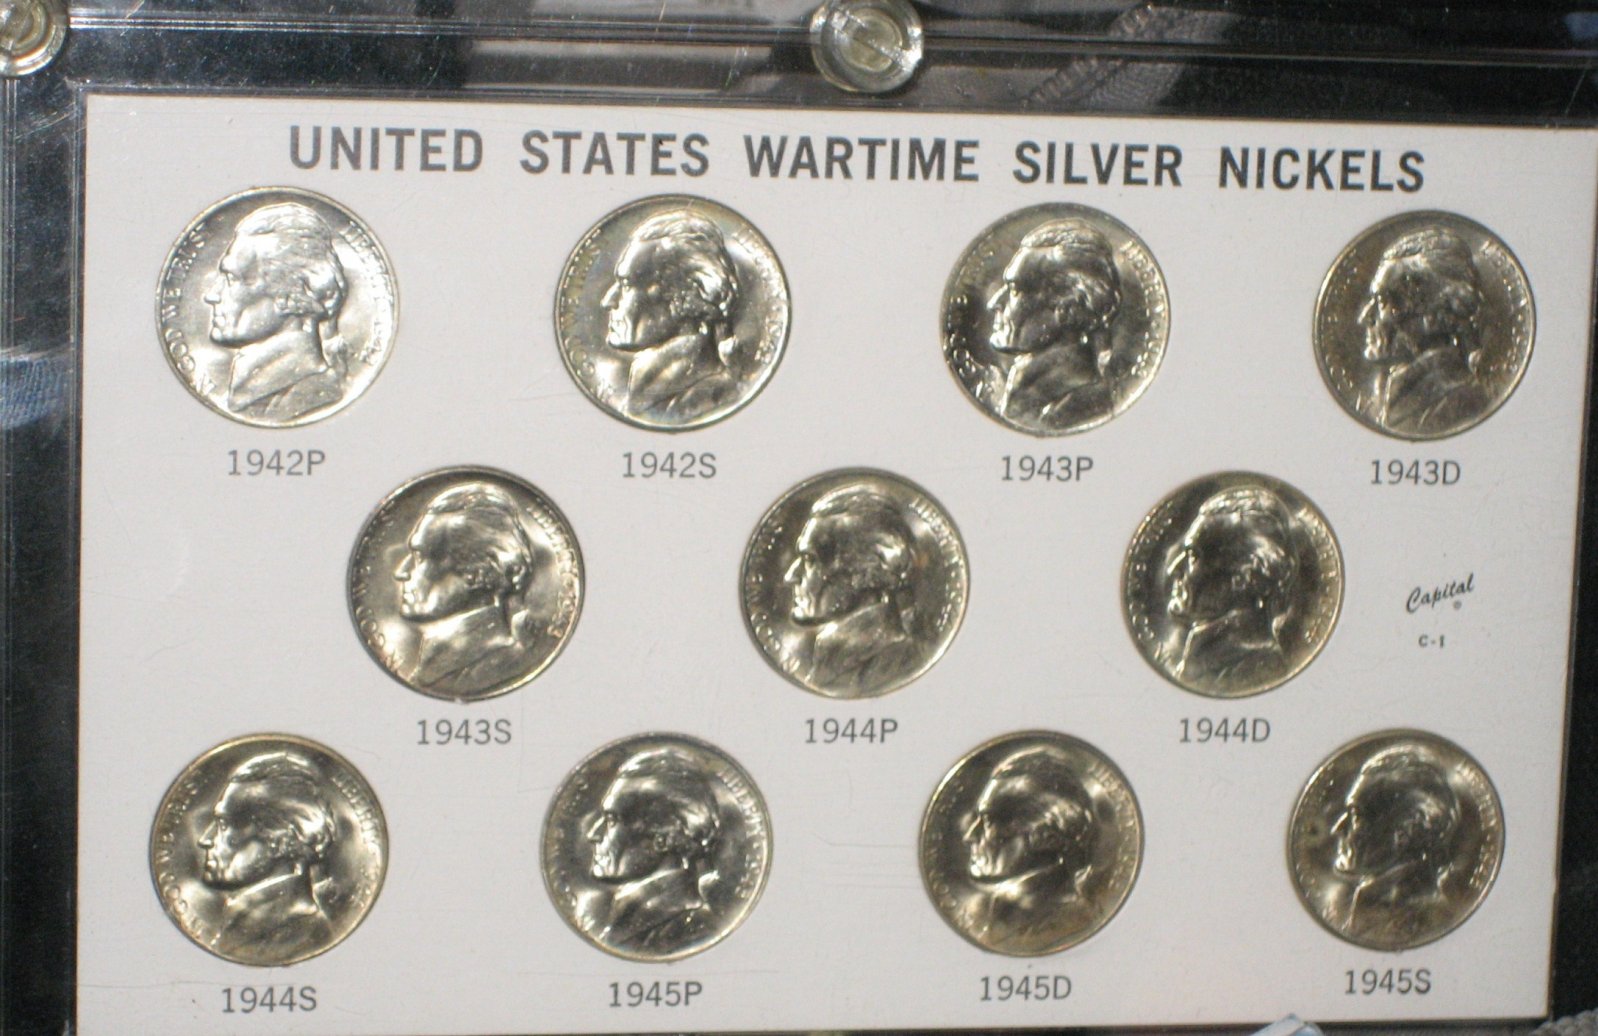 UNITED STATES WARTIME SILVER NICKELS
1942P
1942S
1943P
1943D
1943S
1944P
1944D
Capital®
C-1
1944S
1945P
1945D
1945S